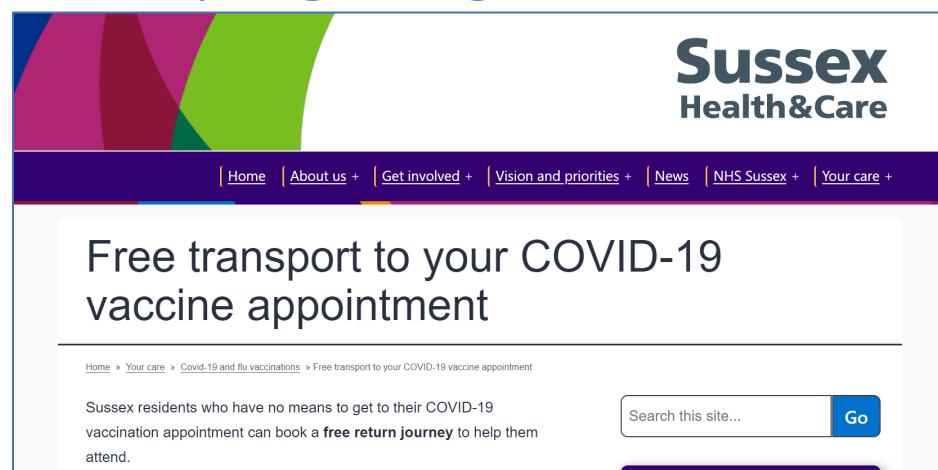 Sussex
Health&Care
Home About us + Get involved + Vision and priorities + News NHS Sussex + Your care +
Free transport to your COVID-19
vaccine appointment
Home » Your care » Covid-19 and flu vaccinations » Free transport to your COVID-19 vaccine appointment
Sussex residents who have no means to get to their COVID-19
vaccination appointment can book a free return journey to help them
attend.
Search this site...
Go